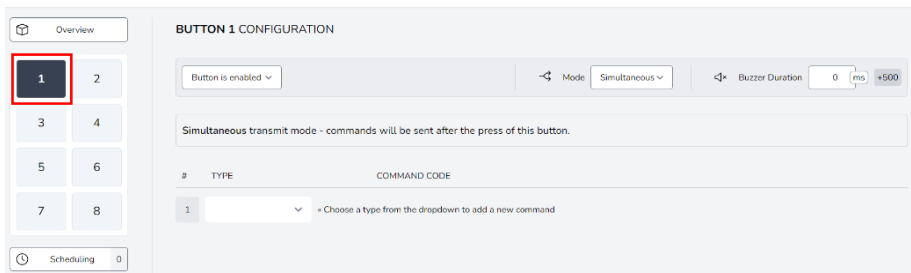 Overview
BUTTON 1 CONFIGURATION
1
2
Button is enabled
Mode
Simultaneous
Buzzer Duration
0
ms
+500
3
4
Simultaneous transmit mode - commands will be sent after the press of this button.
5
6
# TYPE COMMAND CODE
7
8
1
« Choose a type from the dropdown to add a new command
Scheduling
0